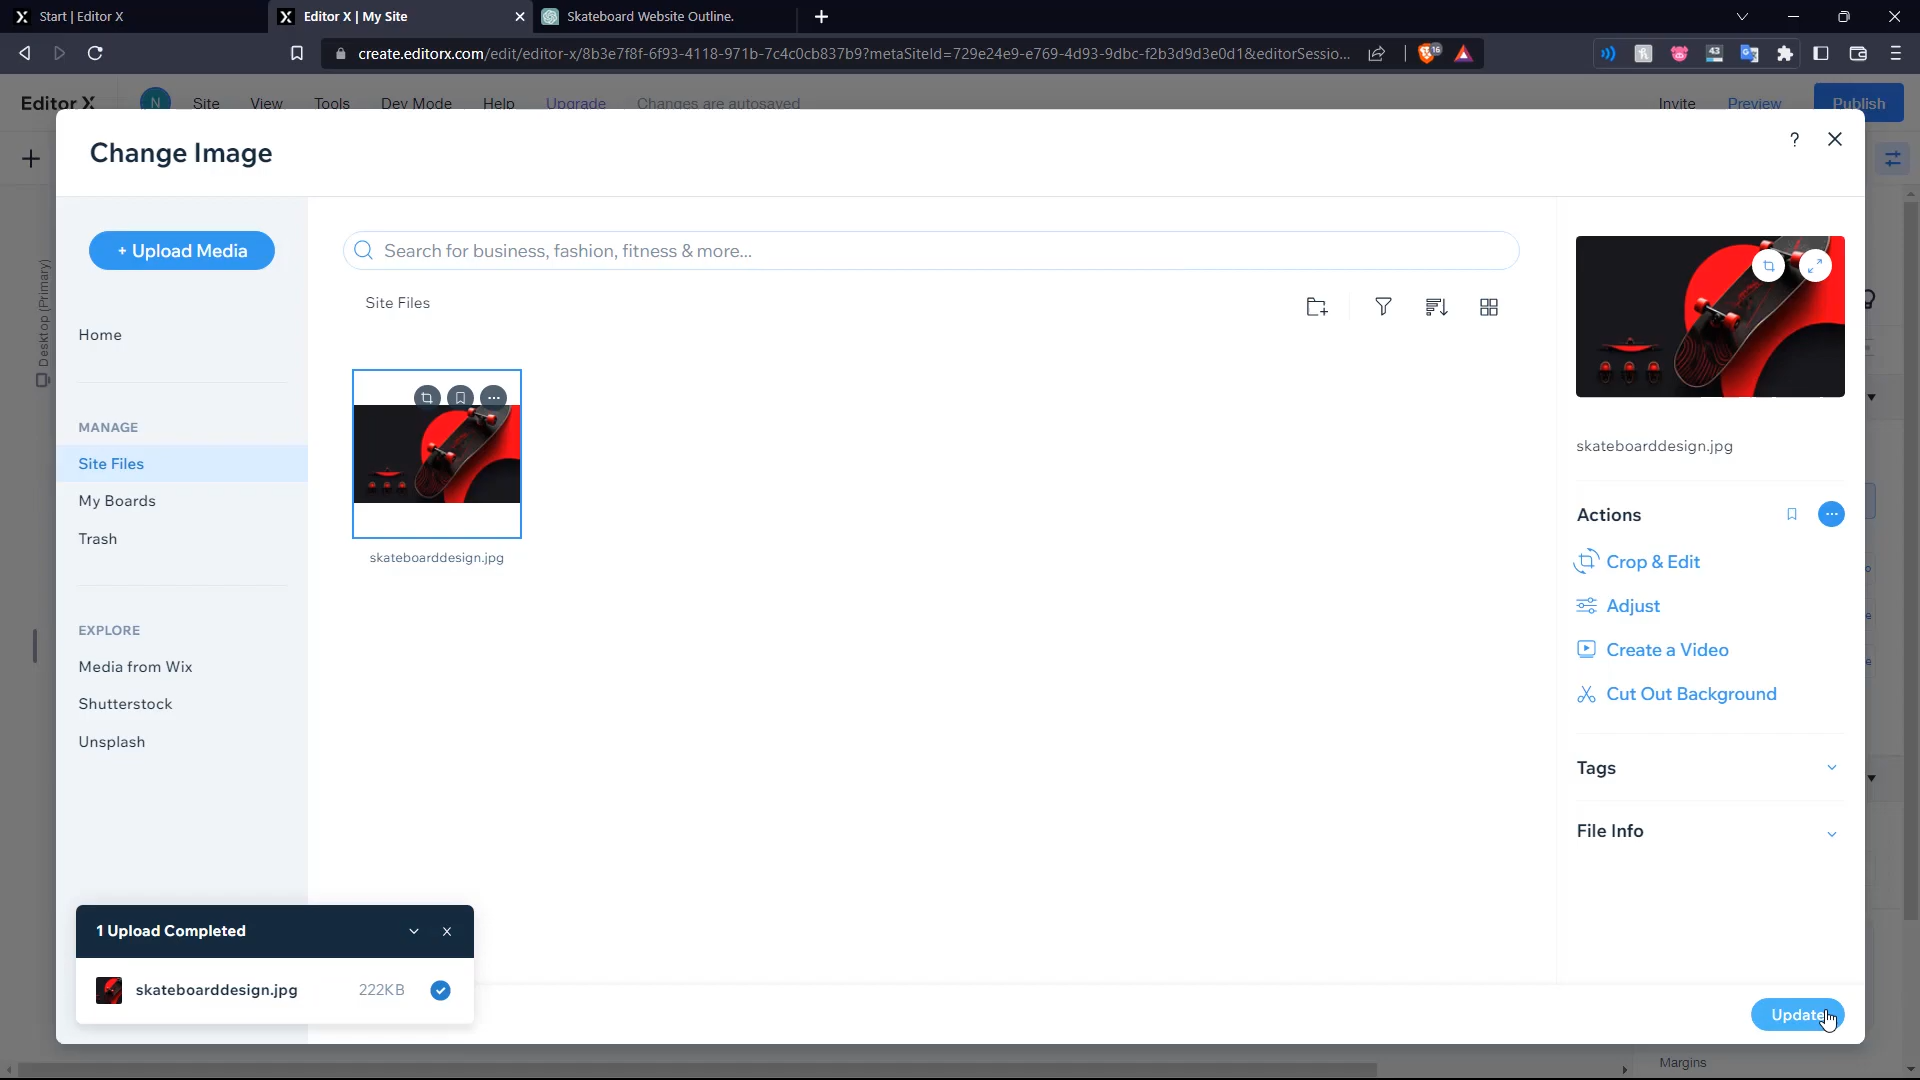 Start | Editor X
Editor X | My Site
Skateboard Website Outline.
create.editorx.com/edit/editor-x/8b3e7f8f-6f93-4118-971b-7c4c0cb837b9?metaSiteId=729e24e9-e769-4d93-9dbc-f2b3d9d3e0d1&editorSessio...
16
43
Editor X
N
Site
View
Tools
Dev Mode
Help
Upgrade
Changes are autosaved
Invite
Preview
Publish
Change Image
?
+ Upload Media
Search for business, fashion, fitness & more...
Site Files
Desktop (Primary)
Home
MANAGE
Site Files
My Boards
Trash
EXPLORE
Media from Wix
Shutterstock
Unsplash
skateboarddesign.jpg
skateboarddesign.jpg
Actions
Crop & Edit
Adjust
Create a Video
Cut Out Background
Tags
File Info
1 Upload Completed
skateboarddesign.jpg 222KB
Update
Margins